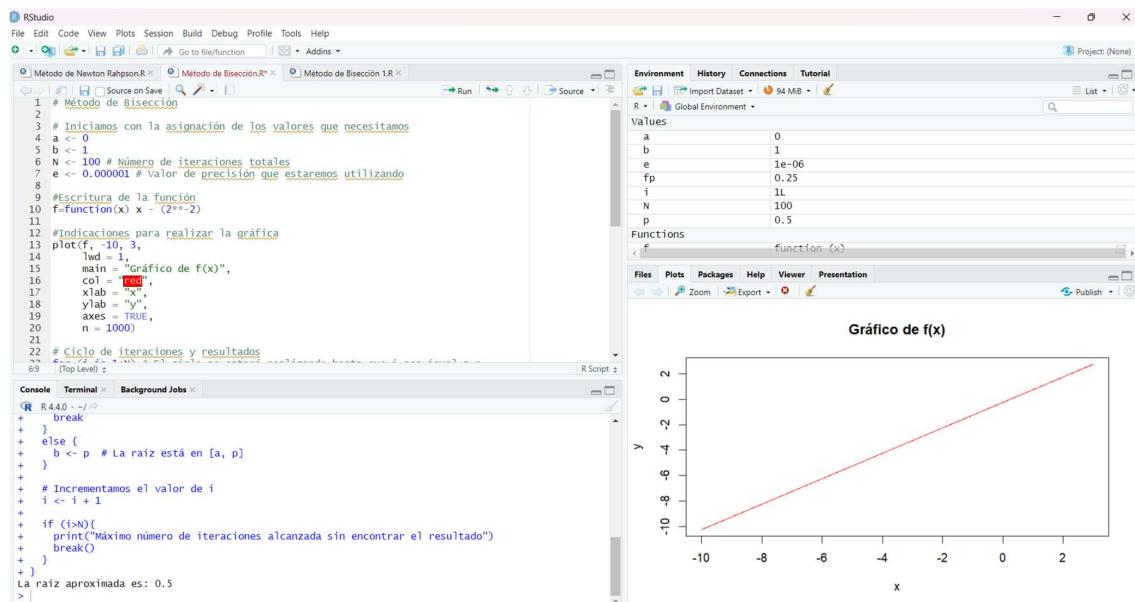 RStudio
File Edit Code View Plots Session Build Debug Profile Tools Help
Go to file/function Addins
Project: (None)
Método de Newton Rahpson.R
Método de Bisección.R*
Método de Bisección 1.R
Source on Save
Run
Source
1 # Método de Bisección
2
3 # Iniciamos con la asignación de los valores que necesitamos
4 a <- 0
5 b <- 1
6 N <- 100 # Número de iteraciones totales
7 e <- 0.000001 # Valor de precisión que estaremos utilizando
8
9 #Escritura de la función
10 f=function(x) x - (2**-2)
11
12 #Indicaciones para realizar la gráfica
13 plot(f, -10, 3,
14 lwd = 1,
15 main = "Gráfico de f(x)",
16 col = "red",
17 xlab = "x",
18 ylab = "y",
19 axes = TRUE,
20 n = 1000)
21
22 # Ciclo de iteraciones y resultados
6:9 (Top Level) R Script
Console Terminal Background Jobs
R 4.4.0 · ~/
+ break
+ }
+ else {
+ b <- p # La raíz está en [a, p]
+ }
+
+ # Incrementamos el valor de i
+ i <- i + 1
+
+ if (i>N){
+ print("Máximo número de iteraciones alcanzada sin encontrar el resultado")
+ break()
+ }
+ }
La raíz aproximada es: 0.5
>
Environment History Connections Tutorial
Import Dataset 94 MiB List
R Global Environment
Values
a 0
b 1
e 1e-06
fp 0.25
i 1L
N 100
p 0.5
Functions
f function (x)
Files Plots Packages Help Viewer Presentation
Zoom Export Publish
Gráfico de f(x)
y
2
0
-2
-4
-6
-8
-10
-10 -8 -6 -4 -2 0 2
x